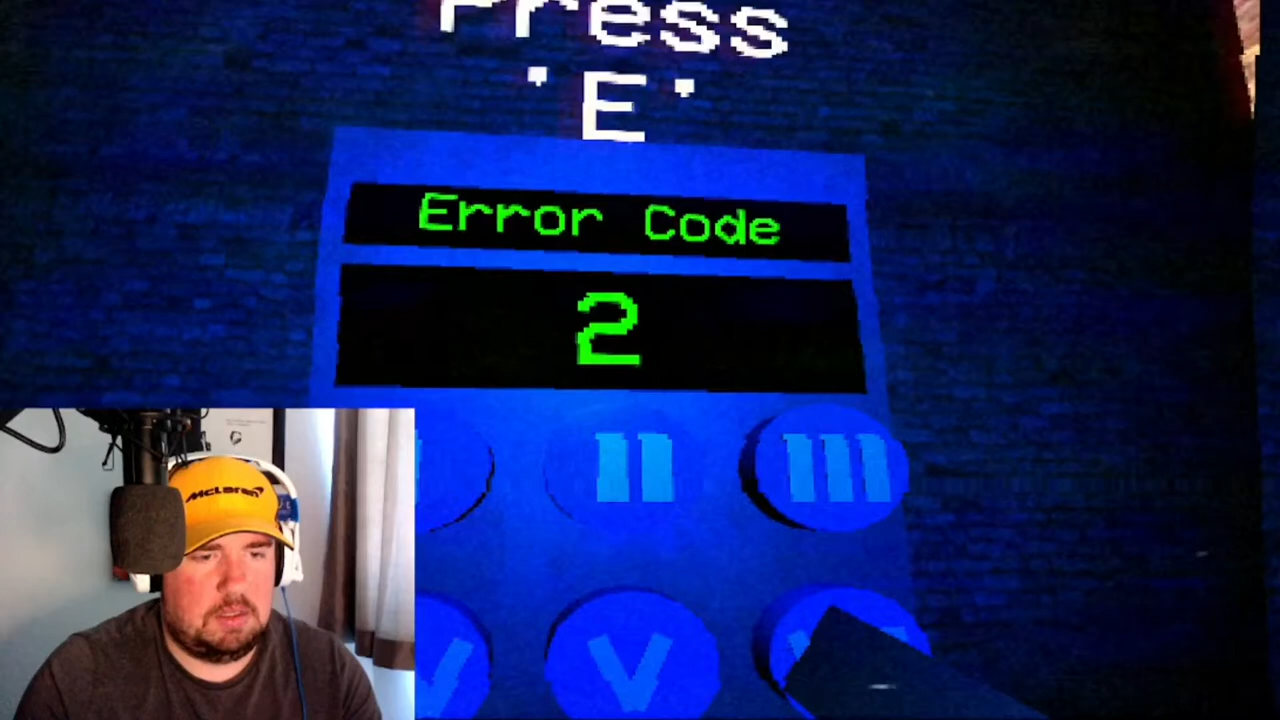 Press
'E'
Error Code
2
II
III
V
McLaren